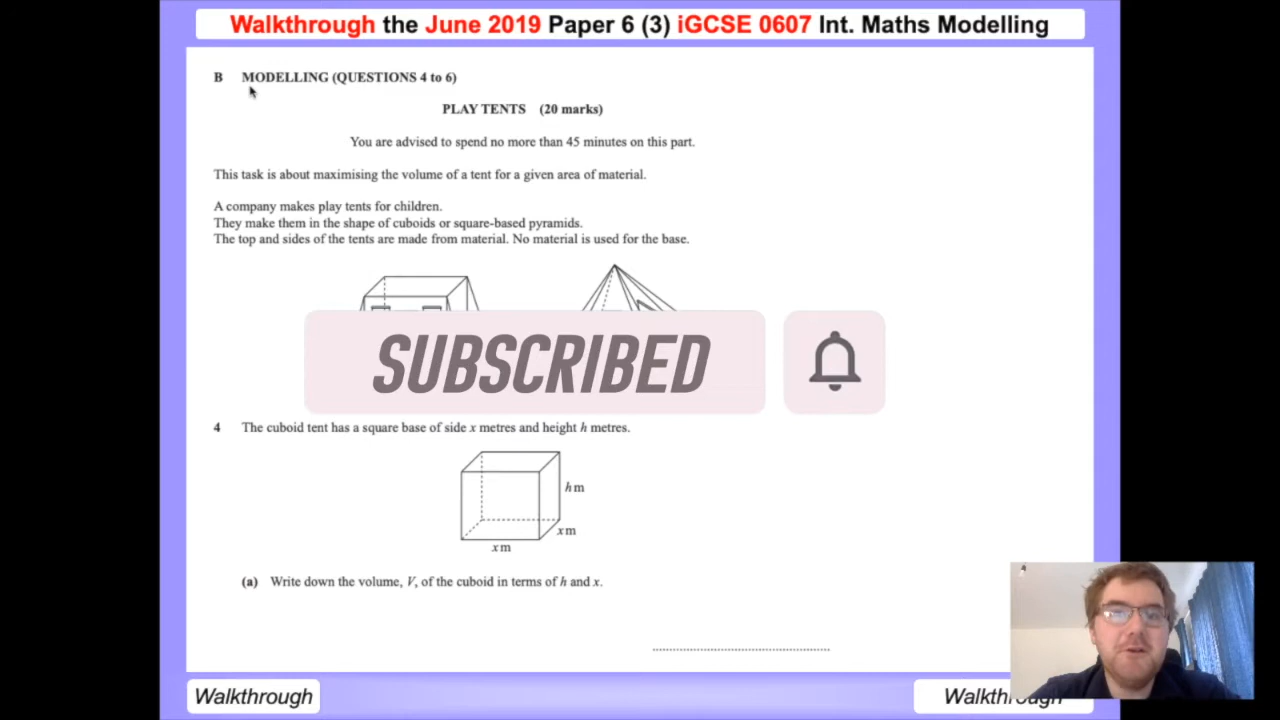 Walkthrough the June 2019 Paper 6 (3) iGCSE 0607 Int. Maths Modelling
B MODELLING (QUESTIONS 4 to 6)
PLAY TENTS (20 marks)
You are advised to spend no more than 45 minutes on this part.
This task is about maximising the volume of a tent for a given area of material.
A company makes play tents for children.
They make them in the shape of cuboids or square-based pyramids.
The top and sides of the tents are made from material. No material is used for the base.
SUBSCRIBED
4 The cuboid tent has a square base of side x metres and height h metres.
h m
x m
x m
(a) Write down the volume, V, of the cuboid in terms of h and x.
Walkthrough
Walkthrough